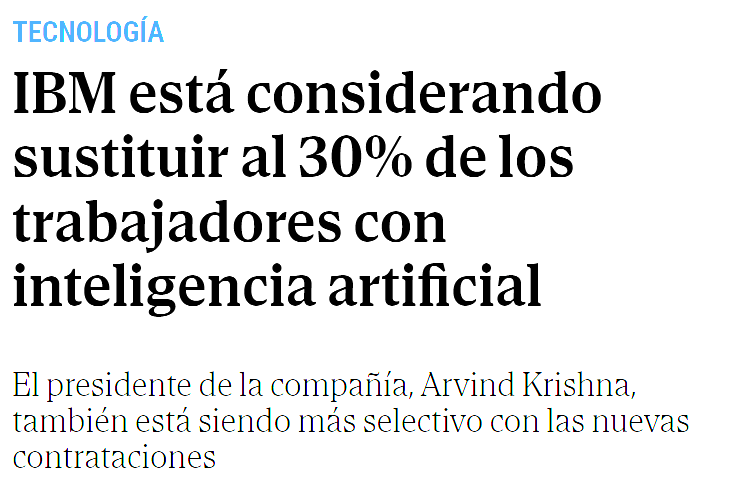 TECNOLOGÍA
IBM está considerando
sustituir al 30% de los
trabajadores con
inteligencia artificial
El presidente de la compañía, Arvind Krishna,
también está siendo más selectivo con las nuevas
contrataciones